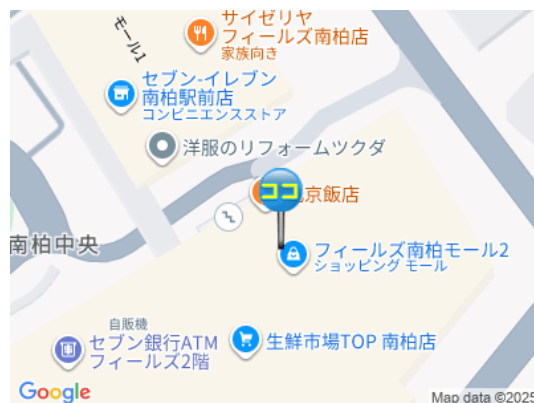 サイゼリヤ
フィールズ南柏店
家族向き
モール1
セブン-イレブン
南柏駅前店
コンビニエンスストア
洋服のリフォームツクダ
ココ
京飯店
南柏中央
フィールズ南柏モール2
ショッピング モール
自販機
セブン銀行ATM
フィールズ2階
生鮮市場TOP 南柏店
Google
Map data ©2025